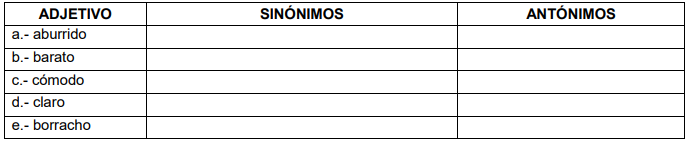 ADJETIVO SINÓNIMOS ANTÓNIMOS
a.- aburrido
b.- barato
c.- cómodo
d.- claro
e.- borracho